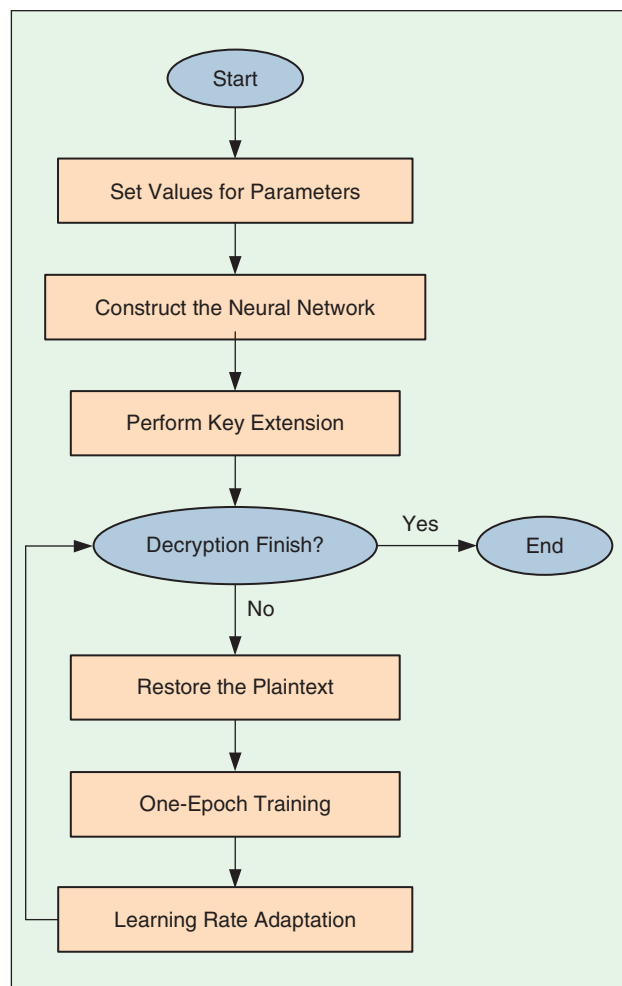 Start
Set Values for Parameters
Construct the Neural Network
Perform Key Extension
Decryption Finish?
Yes
End
No
Restore the Plaintext
One-Epoch Training
Learning Rate Adaptation